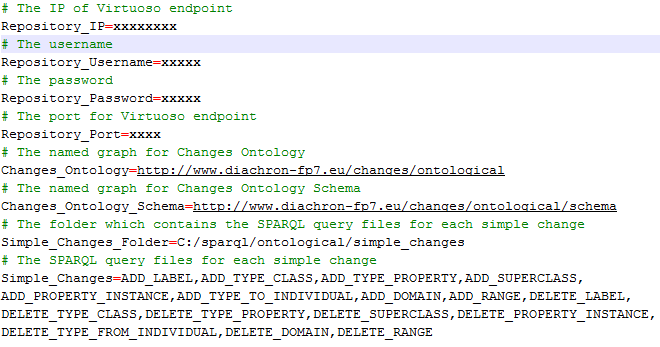 # The IP of Virtuoso endpoint
Repository_IP=xxxxxxxx
# The username
Repository_Username=xxxxx
# The password
Repository_Password=xxxxx
# The port for Virtuoso endpoint
Repository_Port=xxxx
# The named graph for Changes Ontology
Changes_Ontology=http://www.diachron-fp7.eu/changes/ontological
# The named graph for Changes Ontology Schema
Changes_Ontology_Schema=http://www.diachron-fp7.eu/changes/ontological/schema
# The folder which contains the SPARQL query files for each simple change
Simple_Changes_Folder=C:/sparql/ontological/simple_changes
# The SPARQL query files for each simple change
Simple_Changes=ADD_LABEL,ADD_TYPE_CLASS,ADD_TYPE_PROPERTY,ADD_SUPERCLASS,
ADD_PROPERTY_INSTANCE,ADD_TYPE_TO_INDIVIDUAL,ADD_DOMAIN,ADD_RANGE,DELETE_LABEL,
DELETE_TYPE_CLASS,DELETE_TYPE_PROPERTY,DELETE_SUPERCLASS,DELETE_PROPERTY_INSTANCE,
DELETE_TYPE_FROM_INDIVIDUAL,DELETE_DOMAIN,DELETE_RANGE